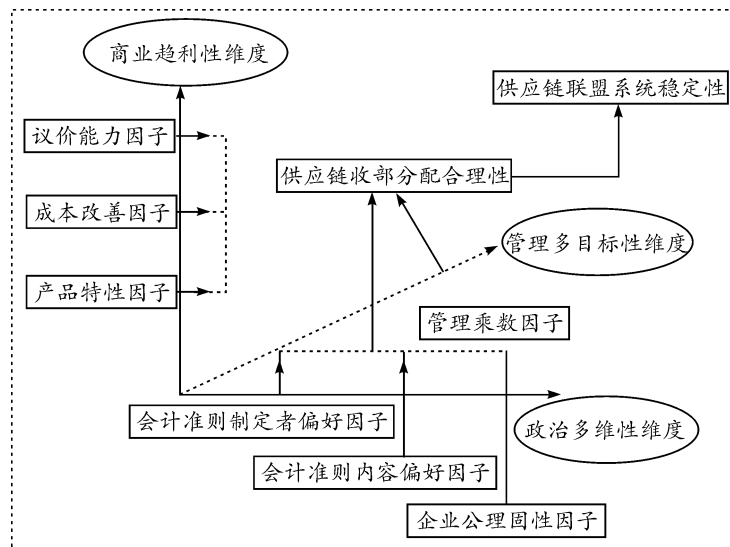 商业趋利性维度
供应链联盟系统稳定性
议价能力因子
供应链收部分配合理性
成本改善因子
管理多目标性维度
产品特性因子
管理乘数因子
会计准则制定者偏好因子
政治多维性维度
会计准则内容偏好因子
企业公理固性因子